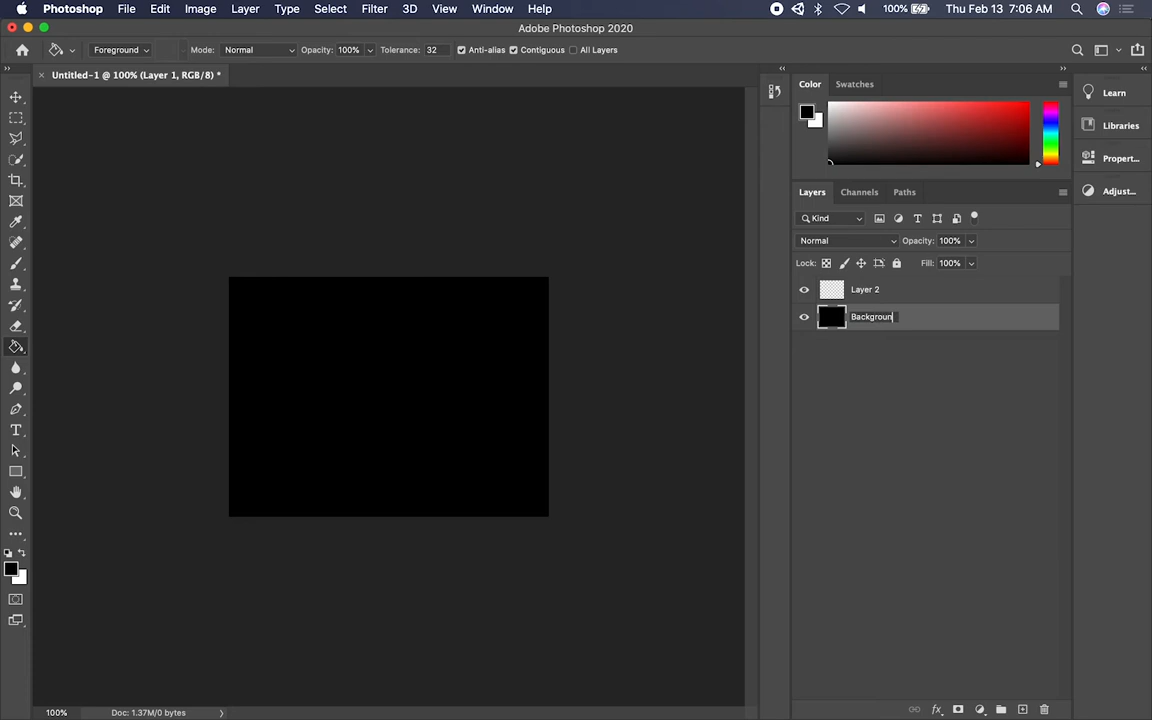 Photoshop File Edit Image Layer Type Select Filter 3D View Window Help 100% Thu Feb 13 7:06 AM
Adobe Photoshop 2020
Foreground Mode: Normal Opacity: 100% Tolerance: 32 Anti-alias Contiguous All Layers
Untitled-1 @ 100% (Layer 1, RGB/8) *
Color Swatches
Learn
Libraries
Propert...
Adjust...
Layers Channels Paths
Kind
Normal Opacity: 100%
Lock: Fill: 100%
Layer 2
Backgroun
100% Doc: 1.37M/0 bytes